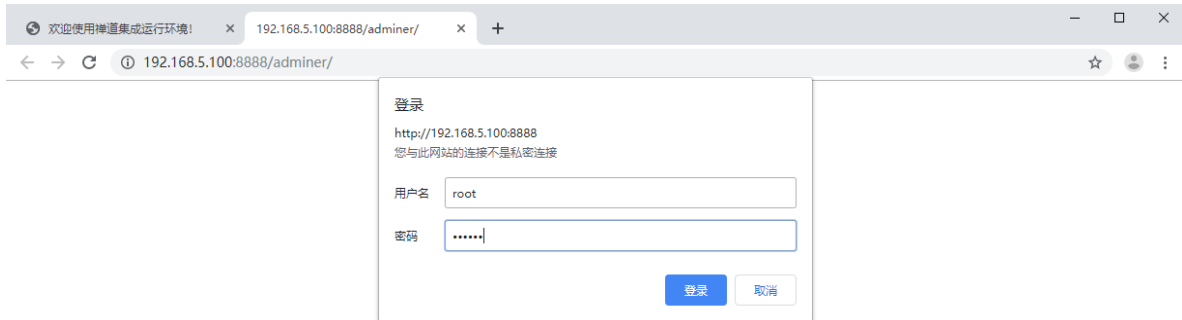 欢迎使用禅道集成运行环境!
192.168.5.100:8888/adminer/
192.168.5.100:8888/adminer/
登录
http://192.168.5.100:8888
您与此网站的连接不是私密连接
用户名 root
密码 ••••••
登录 取消